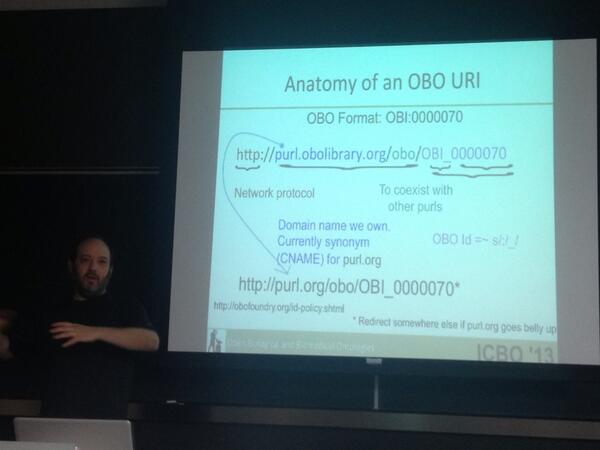 Anatomy of an OBO URI
OBO Format: OBI:0000070
http://purl.obolibrary.org/obo/OBI_0000070
Network protocol
To coexist with
other purls
Domain name we own.
Currently synonym
(CNAME) for purl.org
OBO Id =~ s/:/_/
http://purl.org/obo/OBI_0000070*
http://obofoundry.org/id-policy.shtml
* Redirect somewhere else if purl.org goes belly up
Open Biological and Biomedical Ontologies
ICBO '13